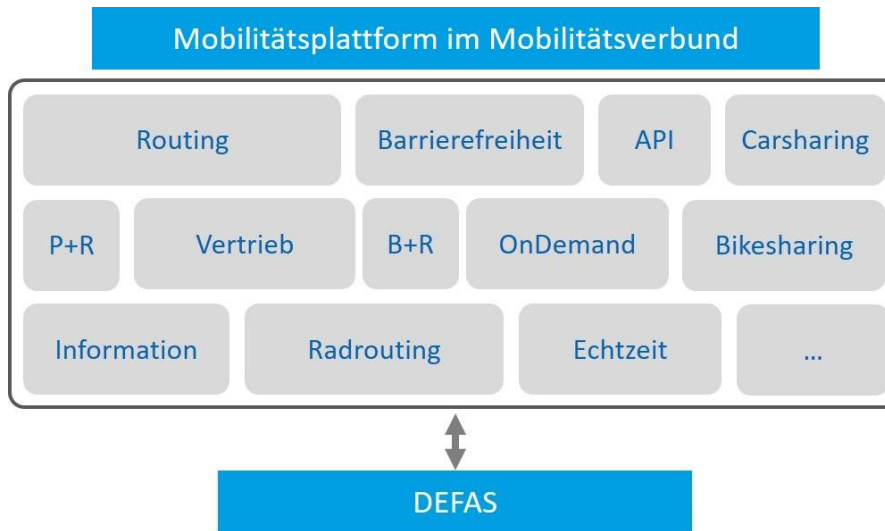 Mobilitätsplattform im Mobilitätsverbund
Routing
Barrierefreiheit
API
Carsharing
P+R
Vertrieb
B+R
OnDemand
Bikesharing
Information
Radrouting
Echtzeit
...
DEFAS